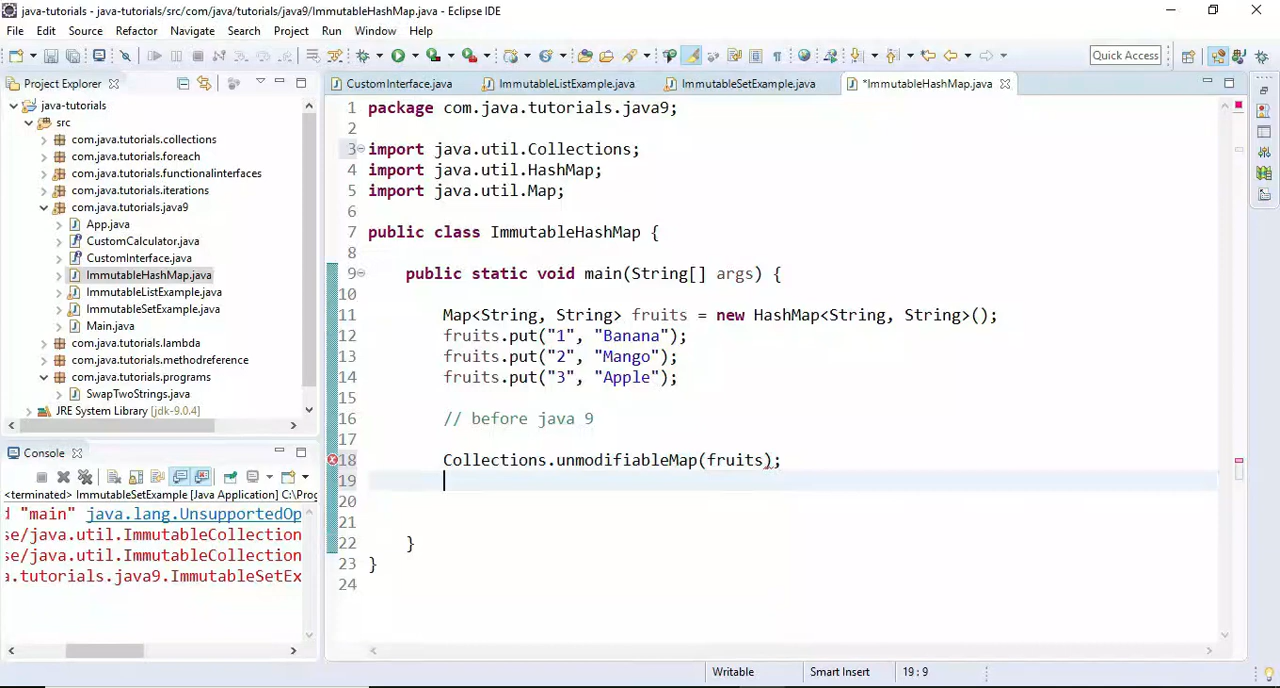 java-tutorials - java-tutorials/src/com/java/tutorials/java9/ImmutableHashMap.java - Eclipse IDE
File Edit Source Refactor Navigate Search Project Run Window Help
Quick Access
Project Explorer
java-tutorials
src
com.java.tutorials.collections
com.java.tutorials.foreach
com.java.tutorials.functionalinterfaces
com.java.tutorials.iterations
com.java.tutorials.java9
App.java
CustomCalculator.java
CustomInterface.java
ImmutableHashMap.java
ImmutableListExample.java
ImmutableSetExample.java
Main.java
com.java.tutorials.lambda
com.java.tutorials.methodreference
com.java.tutorials.programs
SwapTwoStrings.java
JRE System Library [jdk-9.0.4]
Console
<terminated> ImmutableSetExample [Java Application] C:\Prog
d "main" java.lang.UnsupportedOp
se/java.util.ImmutableCollection
se/java.util.ImmutableCollection
a.tutorials.java9.ImmutableSetEx
CustomInterface.java ImmutableListExample.java ImmutableSetExample.java *ImmutableHashMap.java
1 package com.java.tutorials.java9;
2
3 import java.util.Collections;
4 import java.util.HashMap;
5 import java.util.Map;
6
7 public class ImmutableHashMap {
8
9 public static void main(String[] args) {
10
11 Map<String, String> fruits = new HashMap<String, String>();
12 fruits.put("1", "Banana");
13 fruits.put("2", "Mango");
14 fruits.put("3", "Apple");
15
16 // before java 9
17
18 Collections.unmodifiableMap(fruits);
19
20
21
22 }
23 }
24
Writable Smart Insert 19 : 9